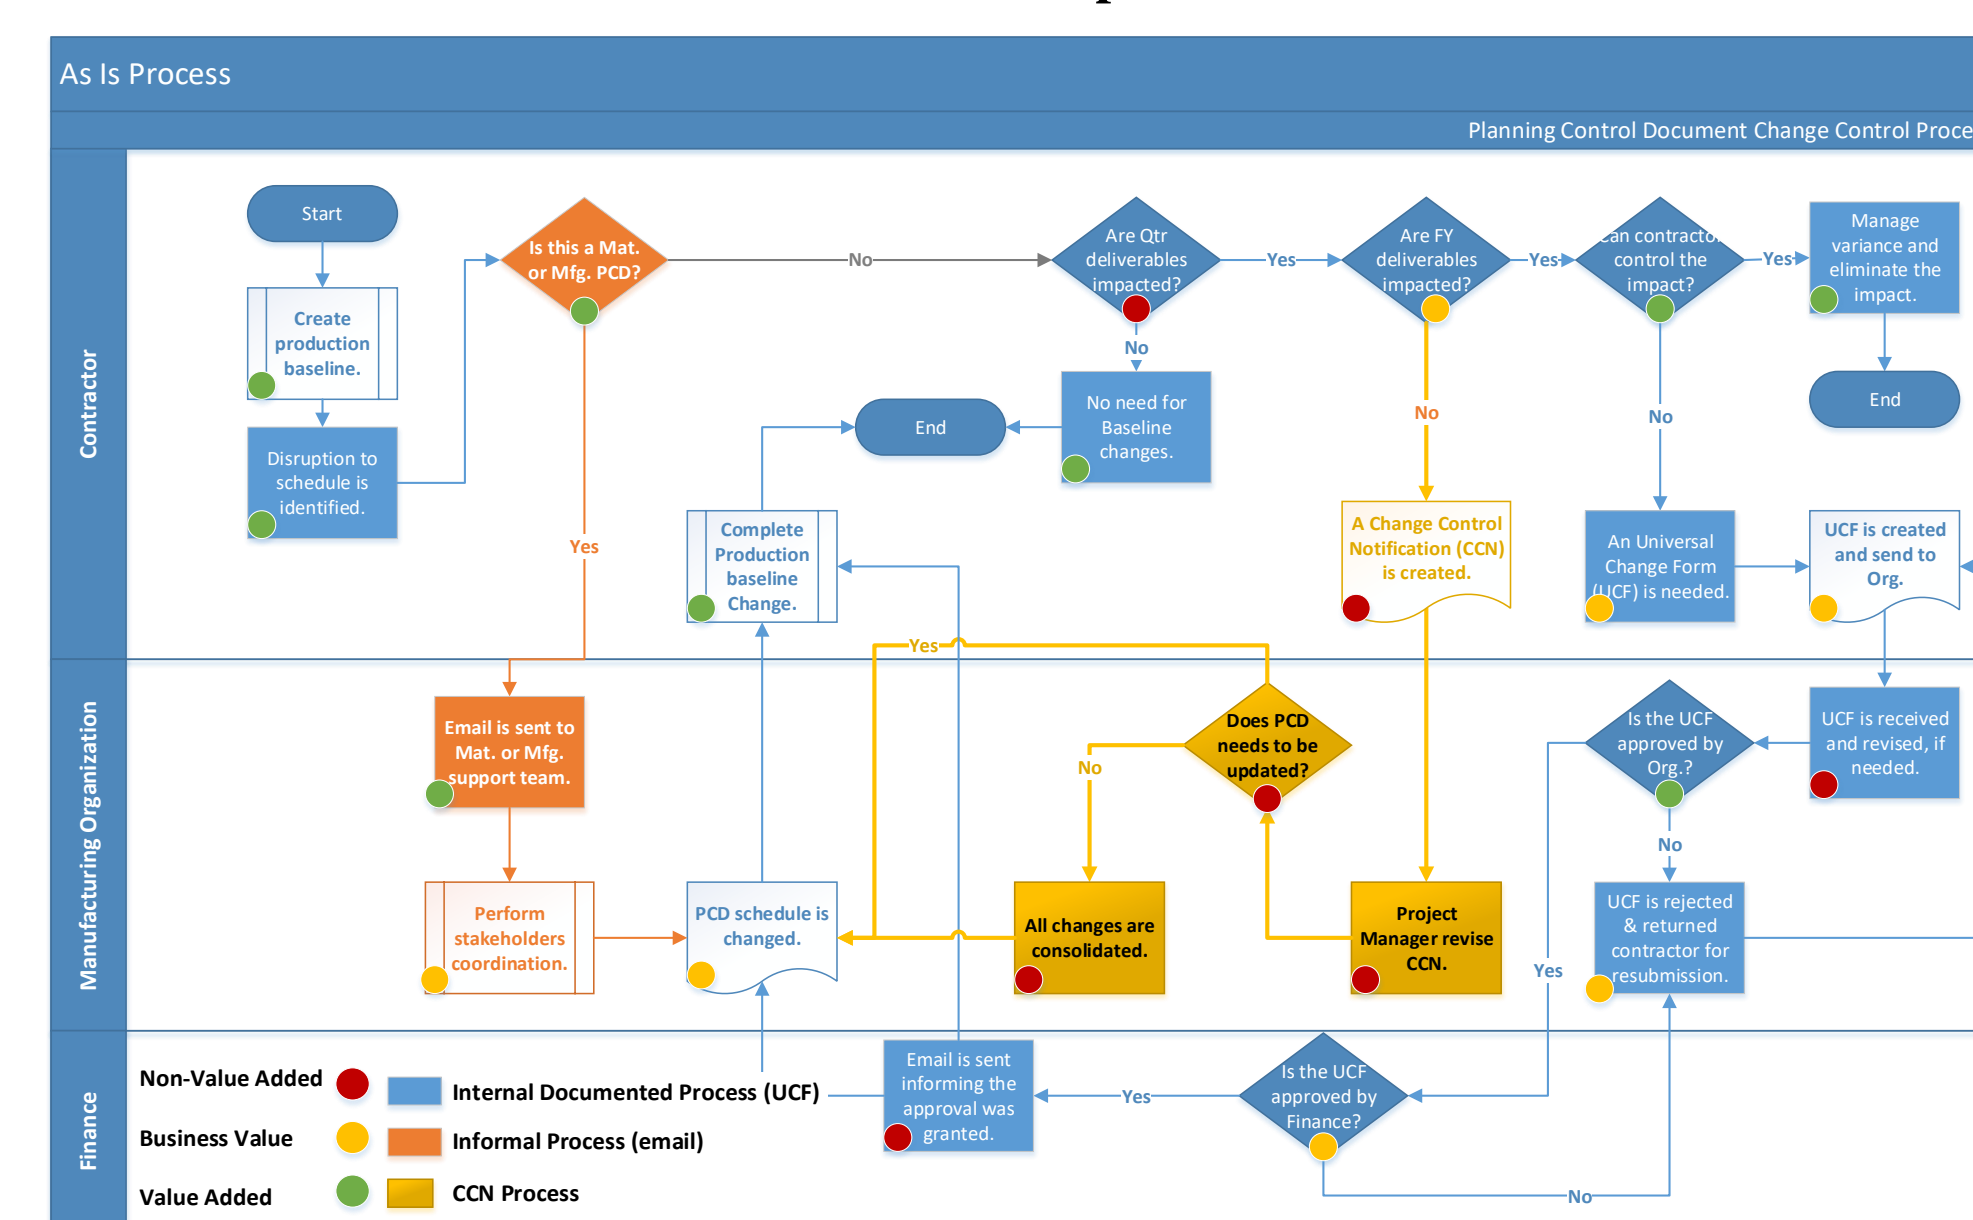 As Is Process
Planning Control Document Change Control Proce
Contractor
Start
Create
production
baseline.
Disruption to
schedule is
identified.
Is this a Mat.
or Mfg. PCD?
No
Yes
Are Qtr
deliverables
impacted?
Yes
No
No need for
Baseline
changes.
End
Are FY
deliverables
impacted?
Yes
No
A Change Control
Notification (CCN)
is created.
Can contractor
control the
impact?
Yes
No
Manage
variance and
eliminate the
impact.
End
Complete
Production
baseline
Change.
An Universal
Change Form
(UCF) is needed.
UCF is created
and send to
Org.
Manufacturing Organization
Email is sent to
Mat. or Mfg.
support team.
Perform
stakeholders
coordination.
PCD schedule is
changed.
Yes
No
Does PCD
needs to be
updated?
All changes are
consolidated.
Project
Manager revise
CCN.
Is the UCF
approved by
Org.?
UCF is received
and revised, if
needed.
No
Yes
UCF is rejected
& returned
contractor for
resubmission.
Finance
Email is sent
informing the
approval was
granted.
Yes
Is the UCF
approved by
Finance?
No
Non-Value Added
Internal Documented Process (UCF)
Business Value
Informal Process (email)
Value Added
CCN Process